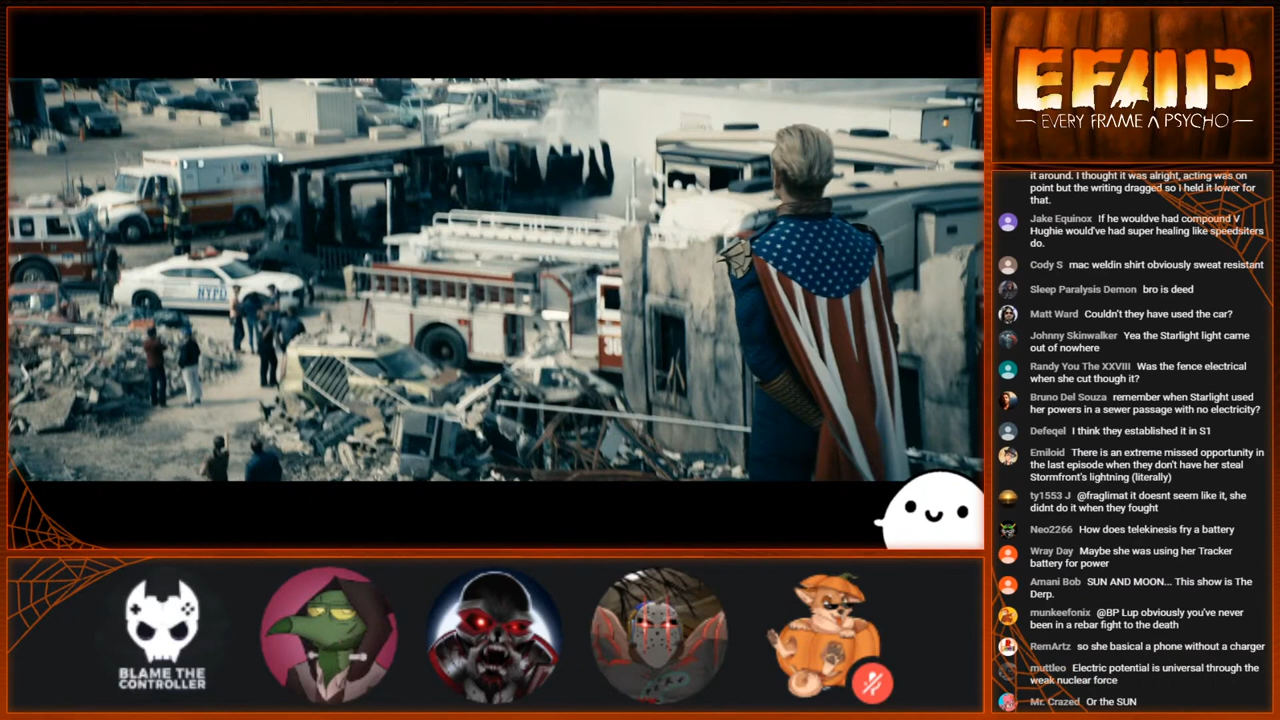 EFAP
EVERY FRAME A PSYCHO
it around. I thought it was alright, acting was on
point but the writing dragged so I held it lower for
that.
Jake Equinox If he wouldve had compound V
Hughie would've had super healing like speedsiters
do.
Cody S mac weldin shirt obviously sweat resistant
Sleep Paralysis Demon bro is deed
Matt Ward Couldn't they have used the car?
Johnny Skinwalker Yea the Starlight light came
out of nowhere
Randy You The XXVIII Was the fence electrical
when she cut though it?
Bruno Del Souza remember when Starlight used
her powers in a sewer passage with no electricity?
Defeqel I think they established it in S1
Emiloid There is an extreme missed opportunity in
the last episode when they don't have her steal
Stormfront's lightning (literally)
ty1553 J @fraglimat it doesnt seem like it, she
didnt do it when they fought
Neo2266 How does telekinesis fry a battery
Wray Day Maybe she was using her Tracker
battery for power
Amani Bob SUN AND MOON... This show is The
Derp.
munkeefonix @BP Lup obviously you've never
been in a rebar fight to the death
RemArtz so she basical a phone without a charger
muttleo Electric potential is universal through the
weak nuclear force
Mr. Crazed Or the SUN
NYPD
36
BLAME THE
CONTROLLER